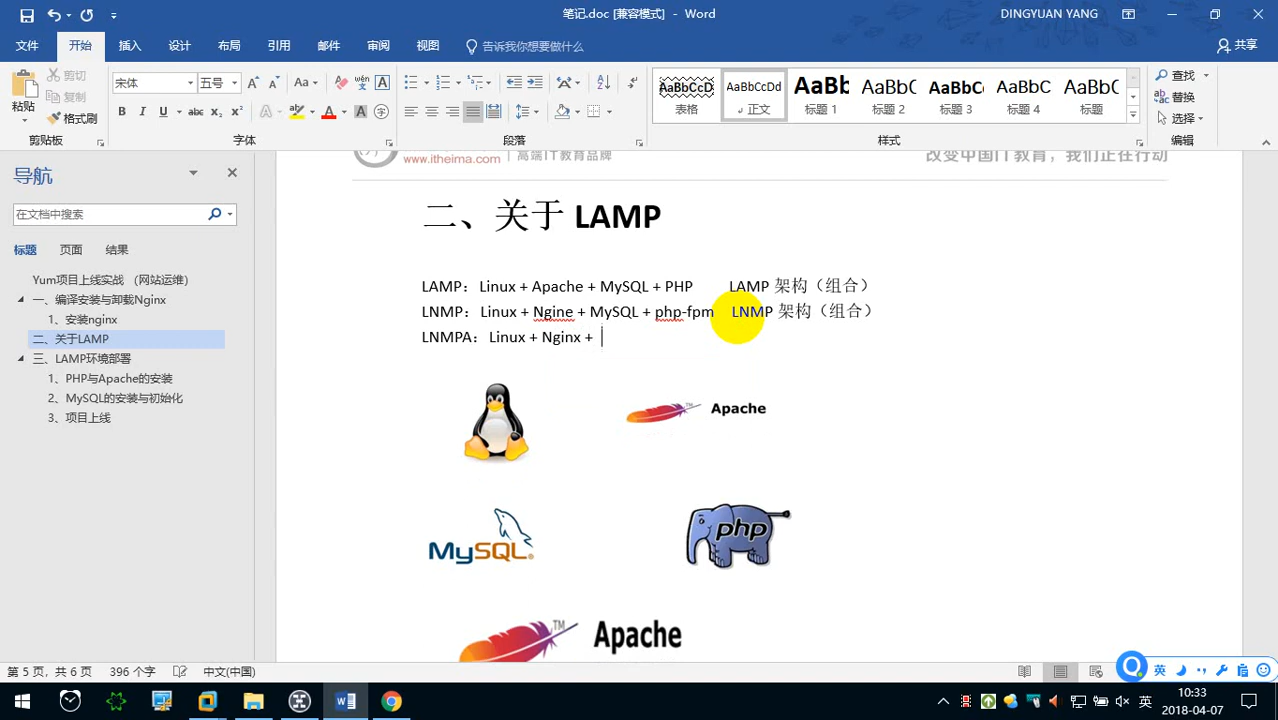 笔记.doc [兼容模式] - Word
DINGYUAN YANG
文件 开始 插入 设计 布局 引用 邮件 审阅 视图 告诉我你想要做什么 共享
粘贴
剪切
复制
格式刷
宋体 五号
AaBbCcD 表格
AaBbCcDd 正文
AaBb 标题 1
AaBbC 标题 2
AaBbC 标题 3
AaBbC 标题 4
AaBbC 标题
查找
替换
选择
剪贴板 字体 段落 样式 编辑
导航
在文档中搜索
标题 页面 结果
Yum项目上线实战 （网站运维）
一、编译安装与卸载Nginx
1、安装nginx
二、关于LAMP
三、LAMP环境部署
1、PHP与Apache的安装
2、MySQL的安装与初始化
3、项目上线
www.itheima.com 高端IT教育品牌
改变中国IT教育，我们正在行动
二、关于 LAMP
LAMP：Linux + Apache + MySQL + PHP LAMP 架构（组合）
LNMP：Linux + Ngine + MySQL + php-fpm LNMP 架构（组合）
LNMPA：Linux + Nginx +
TM Apache
MySQL
php
TM Apache
第 5 页，共 6 页 396 个字 中文(中国)
英
英
10:33
2018-04-07